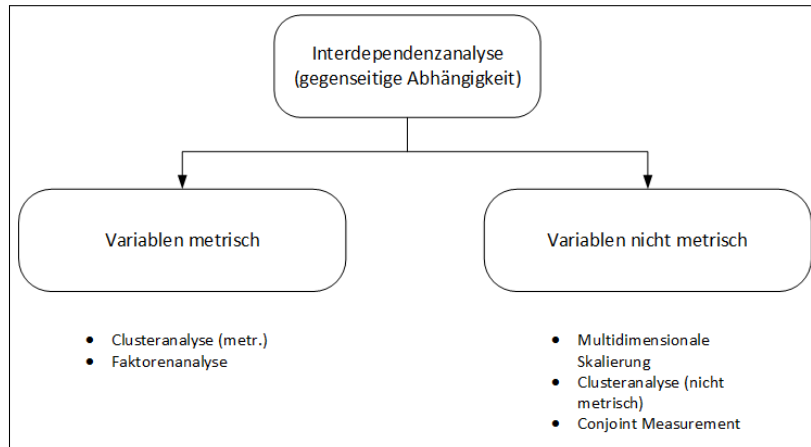 Interdependenzanalyse
(gegenseitige Abhängigkeit)
Variablen metrisch
Variablen nicht metrisch
• Clusteranalyse (metr.)
• Faktorenanalyse
• Multidimensionale
Skalierung
• Clusteranalyse (nicht
metrisch)
• Conjoint Measurement